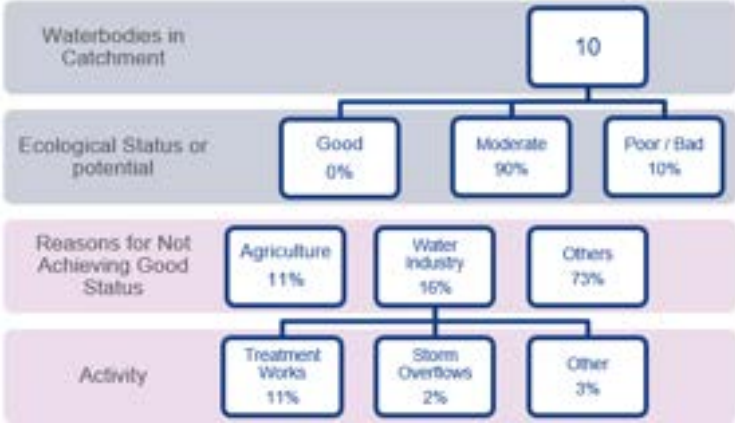 Waterbodies in
Catchment
10
Ecological Status or
potential
Good
0%
Moderate
90%
Poor / Bad
10%
Reasons for Not
Achieving Good
Status
Agriculture
11%
Water
Industry
16%
Others
73%
Activity
Treatment
Works
11%
Storm
Overflows
2%
Other
3%